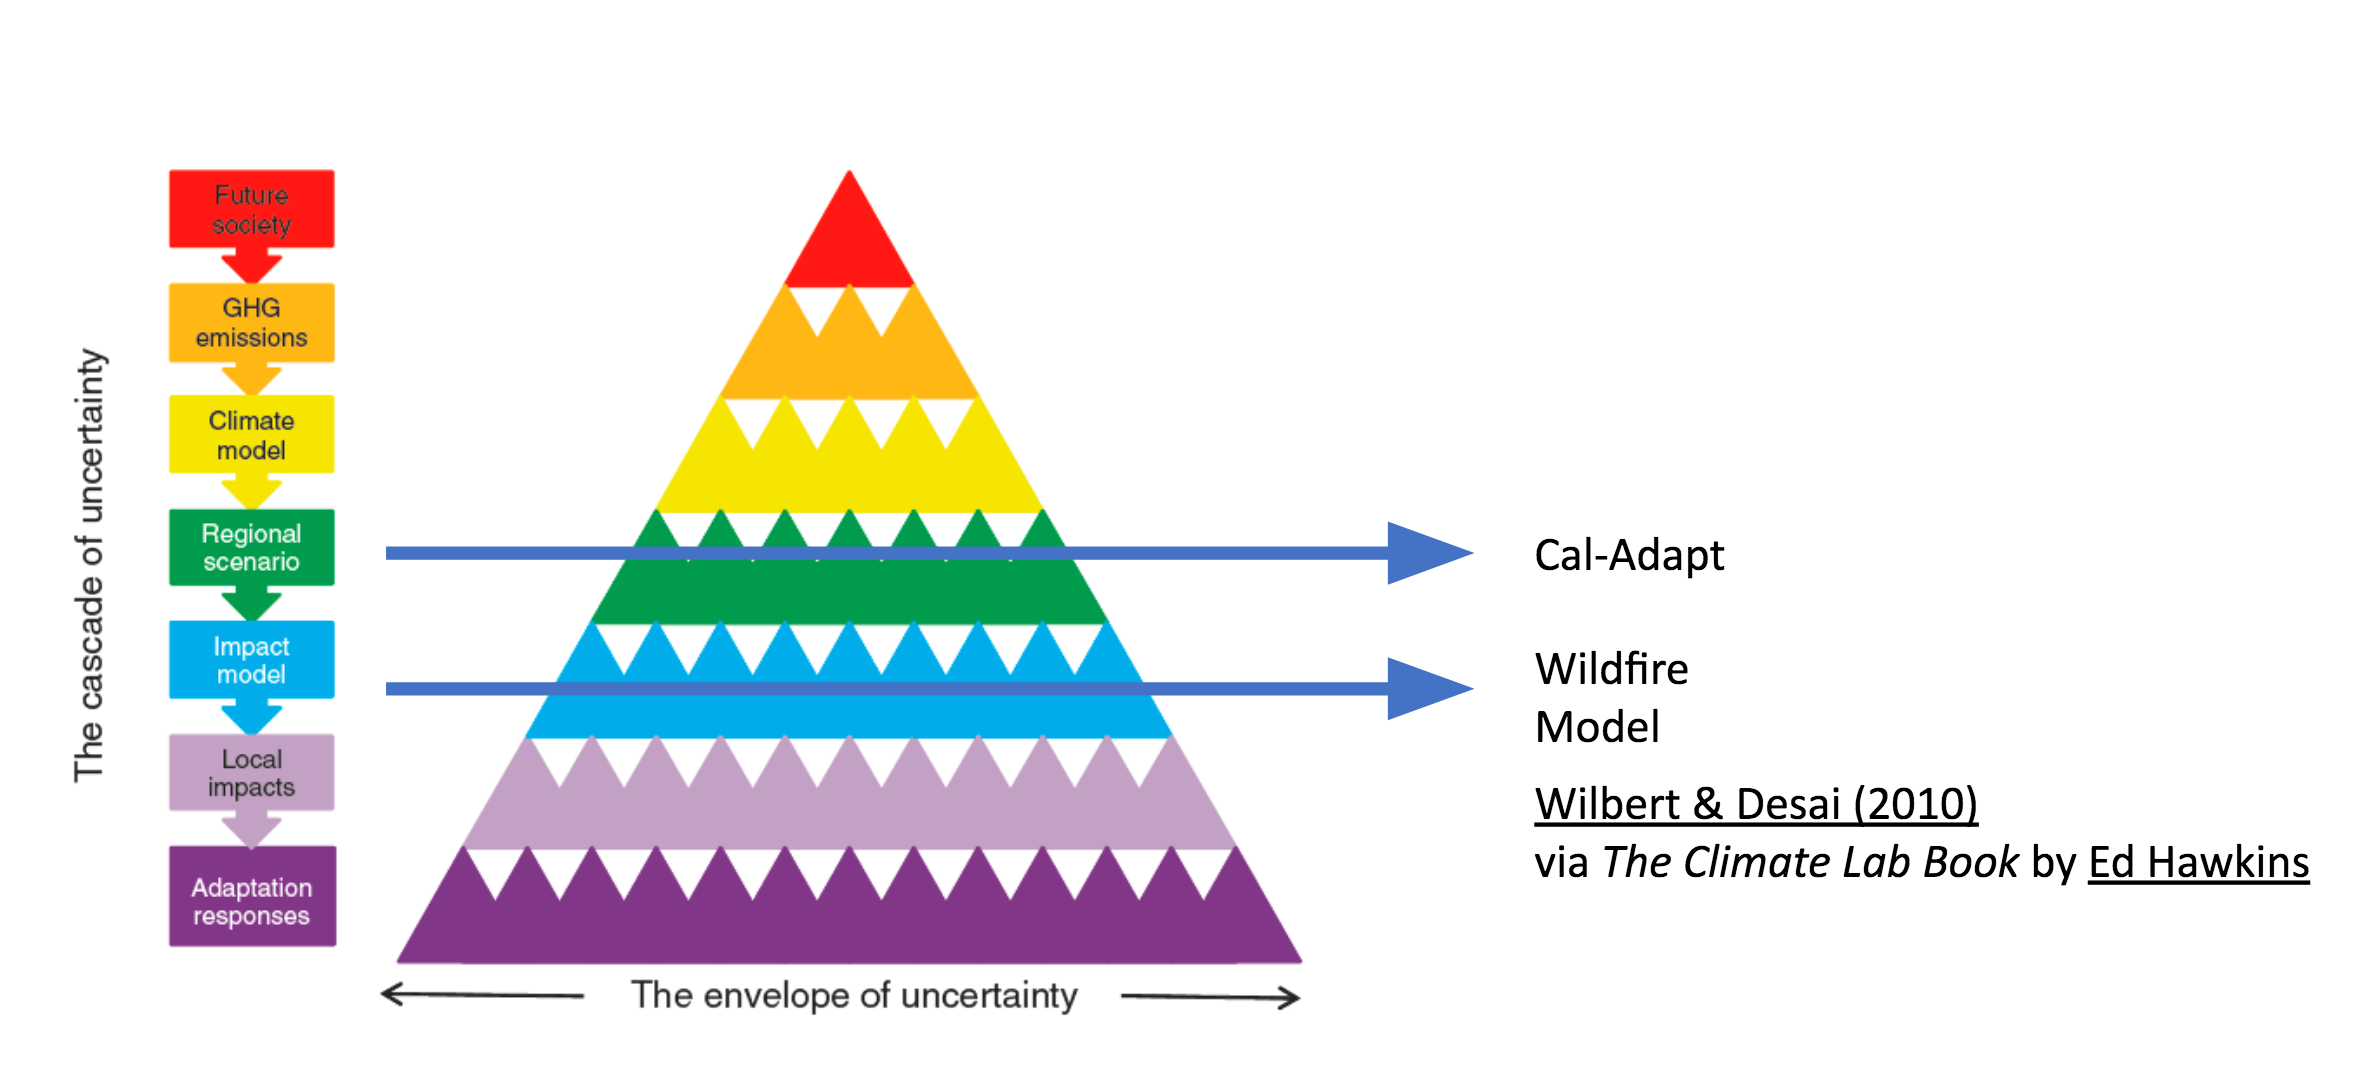 The cascade of uncertainty
Future
society
GHG
emissions
Climate
model
Regional
scenario
Impact
model
Local
impacts
Adaptation
responses
The envelope of uncertainty
Cal-Adapt
Wildfire
Model
Wilbert & Desai (2010)
via The Climate Lab Book by Ed Hawkins